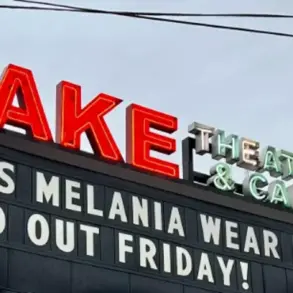 AKE THEAT
& CA
S MELANIA WEAR
OUT FRIDAY!